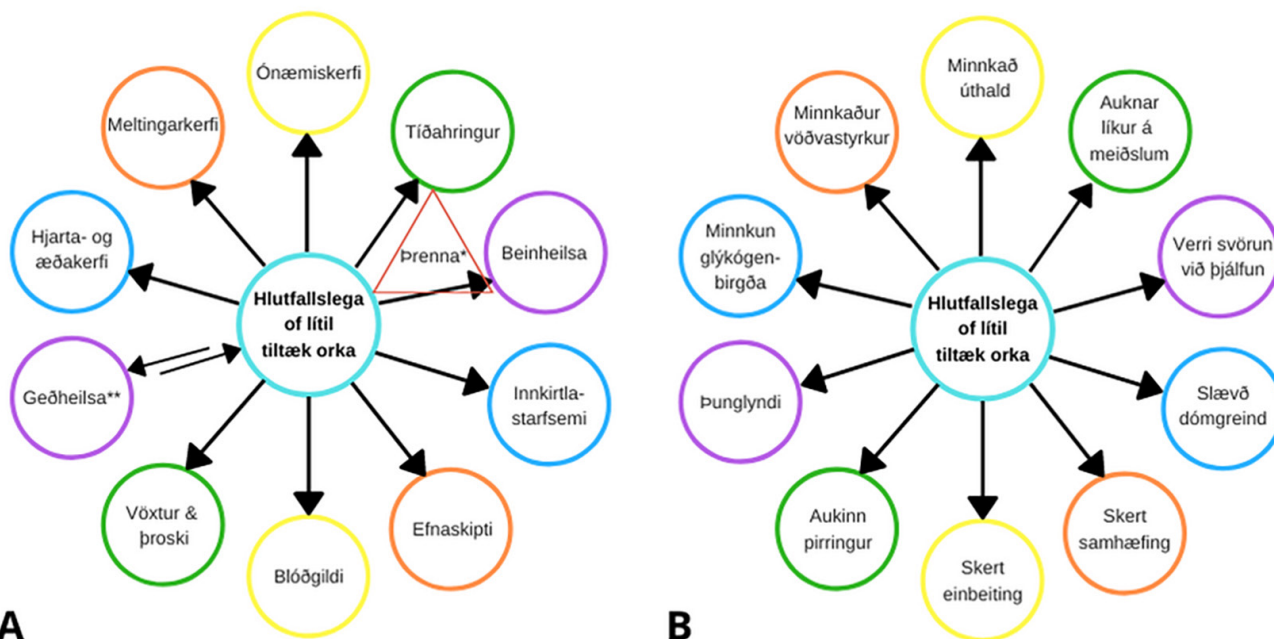 Ónæmiskerfi
Tíðahringur
Þrenna*
Beinheilsa
Innkirtla-
starfsemi
Efnaskipti
Blóðgildi
Vöxtur &
þroski
Geðheilsa**
Hjarta- og
æðakerfi
Meltingarkerfi
Hlutfallslega
of lítil
tiltæk orka
A
Minnkað
úthald
Auknar
líkur á
meiðslum
Verri svörun
við þjálfun
Slævð
dómgreind
Skert
samhæfing
Skert
einbeiting
Aukinn
pirringur
Þunglyndi
Minnkun
glýkógen-
birgða
Minnkaður
vöðvastyrkur
Hlutfallslega
of lítil
tiltæk orka
B